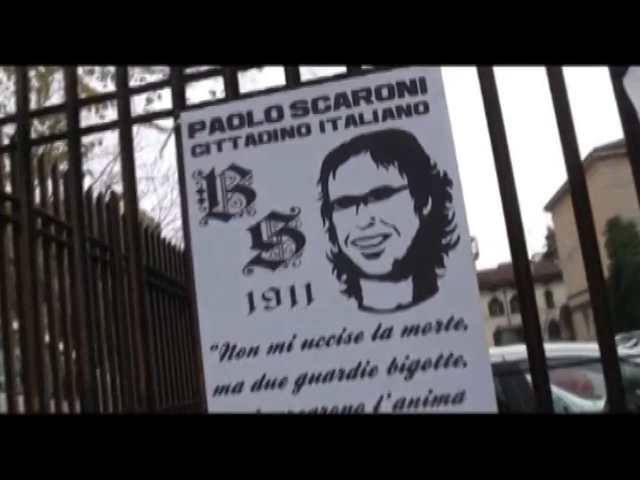 PAOLO SCARONI
CITTADINO ITALIANO
BS
1911
"Non mi uccise la morte,
ma due guardie bigotte,
l'anima